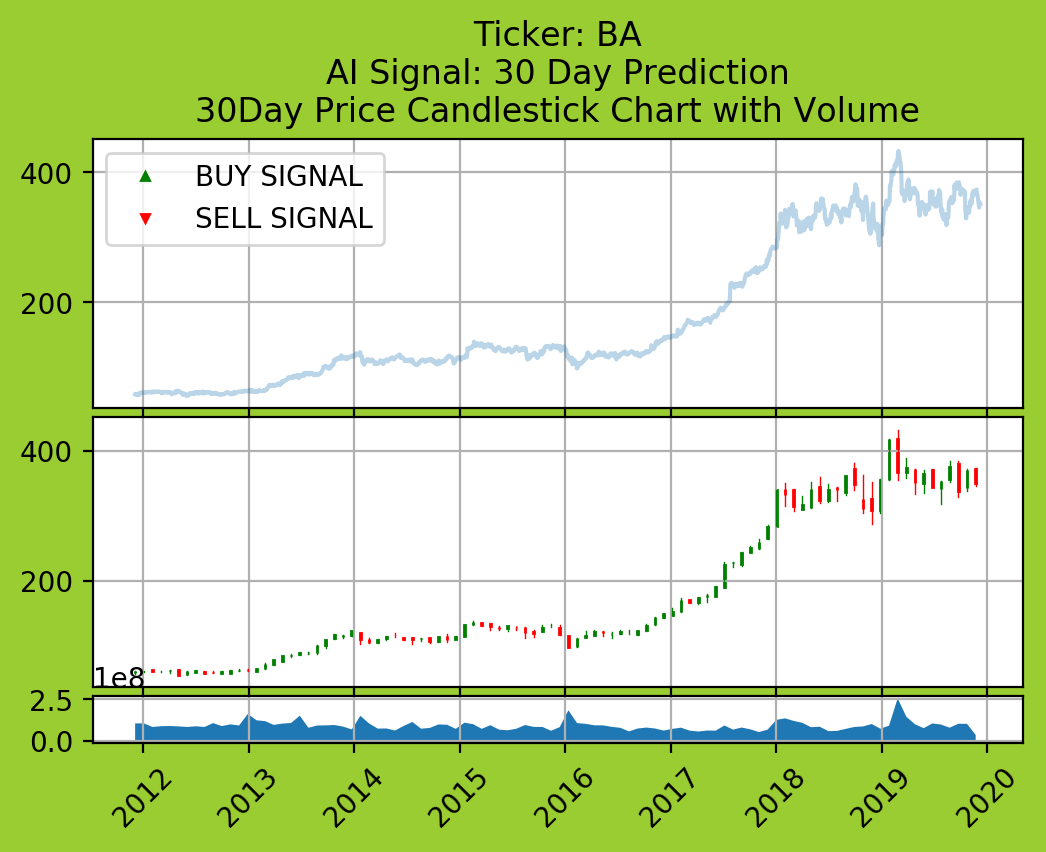 Ticker: BA
AI Signal: 30 Day Prediction
30Day Price Candlestick Chart with Volume
400
200
BUY SIGNAL
SELL SIGNAL
400
200
1e8
2.5
0.0
2012 2013 2014 2015 2016 2017 2018 2019 2020